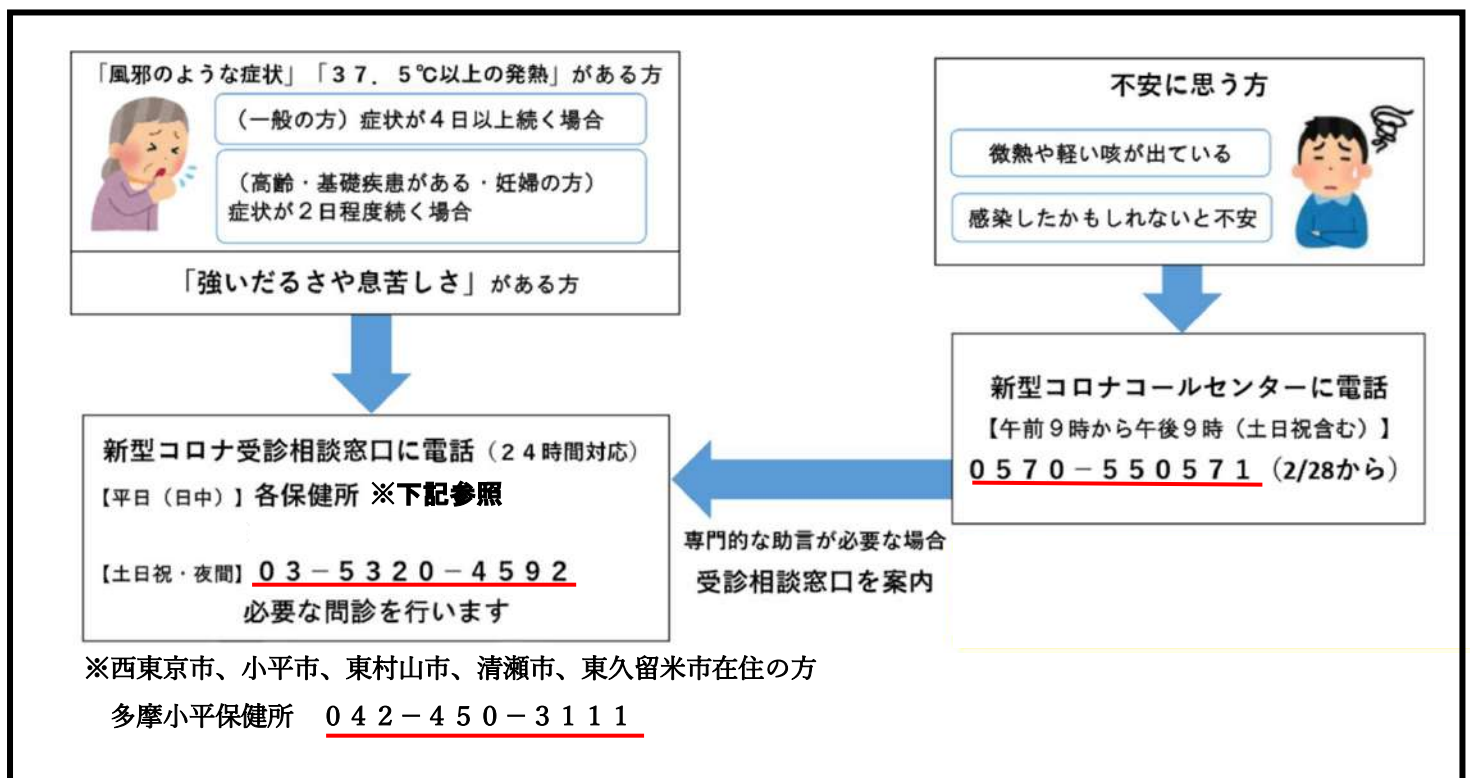 「風邪のような症状」「３７．５℃以上の発熱」がある方
（一般の方）症状が４日以上続く場合
（高齢・基礎疾患がある・妊婦の方）
症状が２日程度続く場合
「強いだるさや息苦しさ」がある方
新型コロナ受診相談窓口に電話（２４時間対応）
【平日（日中）】各保健所 ※下記参照
【土日祝・夜間】０３－５３２０－４５９２
必要な問診を行います
不安に思う方
微熱や軽い咳が出ている
感染したかもしれないと不安
新型コロナコールセンターに電話
【午前９時から午後９時（土日祝含む）】
０５７０－５５０５７１（2/28から）
専門的な助言が必要な場合
受診相談窓口を案内
※西東京市、小平市、東村山市、清瀬市、東久留米市在住の方
多摩小平保健所　０４２－４５０－３１１１